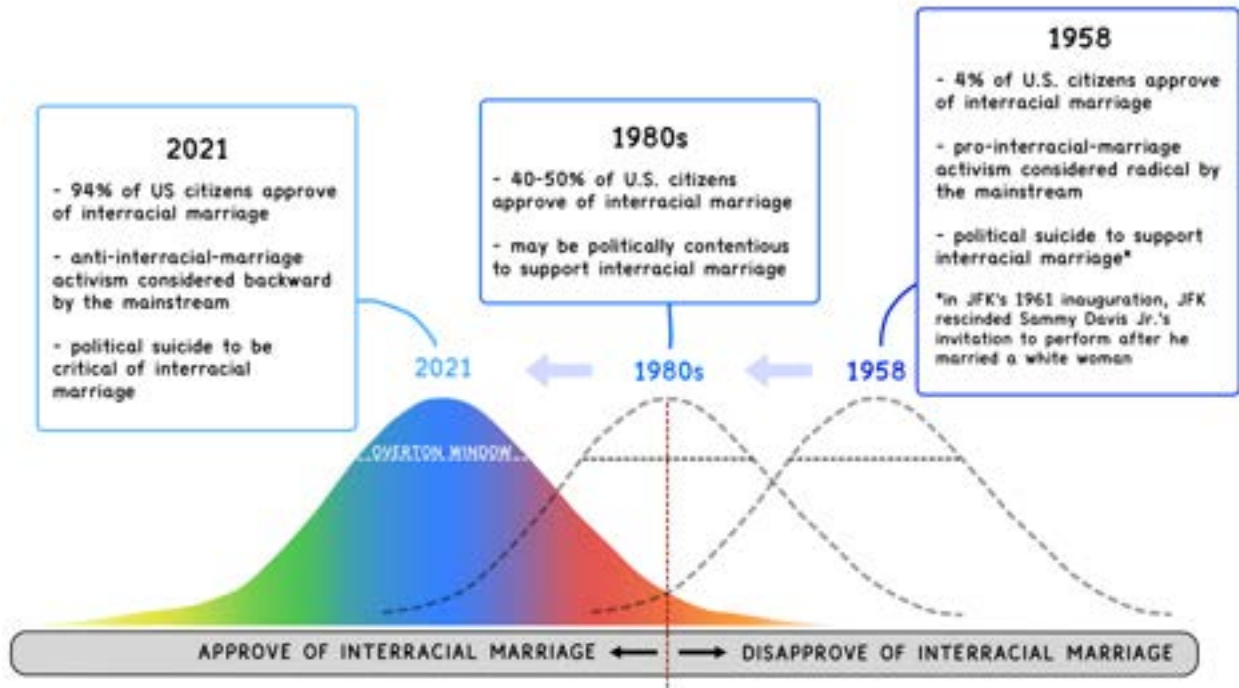 1958
- 4% of U.S. citizens approve
of interracial marriage
- pro-interracial-marriage
activism considered radical by
the mainstream
- political suicide to support
interracial marriage*
*in JFK's 1961 inauguration, JFK
rescinded Sammy Davis Jr.'s
invitation to perform after he
married a white woman
2021
- 94% of US citizens approve
of interracial marriage
- anti-interracial-marriage
activism considered backward
by the mainstream
- political suicide to be
critical of interracial
marriage
1980s
- 40-50% of U.S. citizens
approve of interracial marriage
- may be politically contentious
to support interracial marriage
2021
1980s
1958
OVERTON WINDOW
APPROVE OF INTERRACIAL MARRIAGE
DISAPPROVE OF INTERRACIAL MARRIAGE